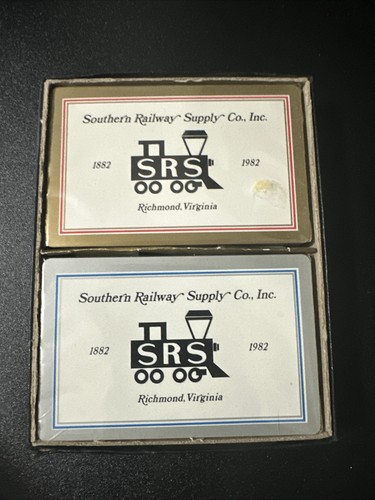 Southern Railway Supply Co., Inc.
1882 SRS 1982
Richmond, Virginia
Southern Railway Supply Co., Inc.
1882 SRS 1982
Richmond, Virginia